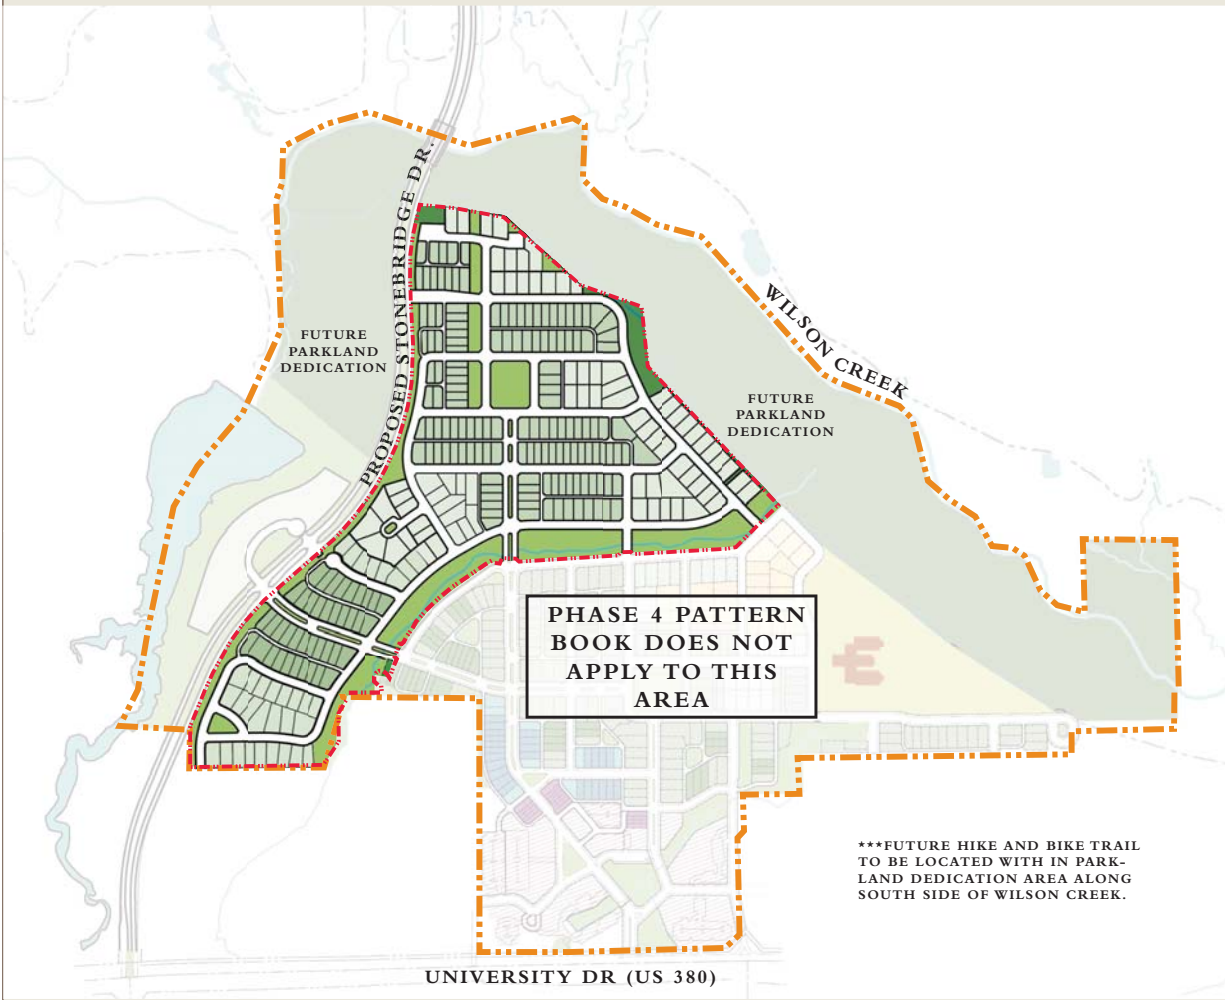 PROPOSED STONEBRIDGE DR.
WILSON CREEK
FUTURE
PARKLAND
DEDICATION
FUTURE
PARKLAND
DEDICATION
PHASE 4 PATTERN
BOOK DOES NOT
APPLY TO THIS
AREA
***FUTURE HIKE AND BIKE TRAIL
TO BE LOCATED WITH IN PARK-
LAND DEDICATION AREA ALONG
SOUTH SIDE OF WILSON CREEK.
UNIVERSITY DR (US 380)